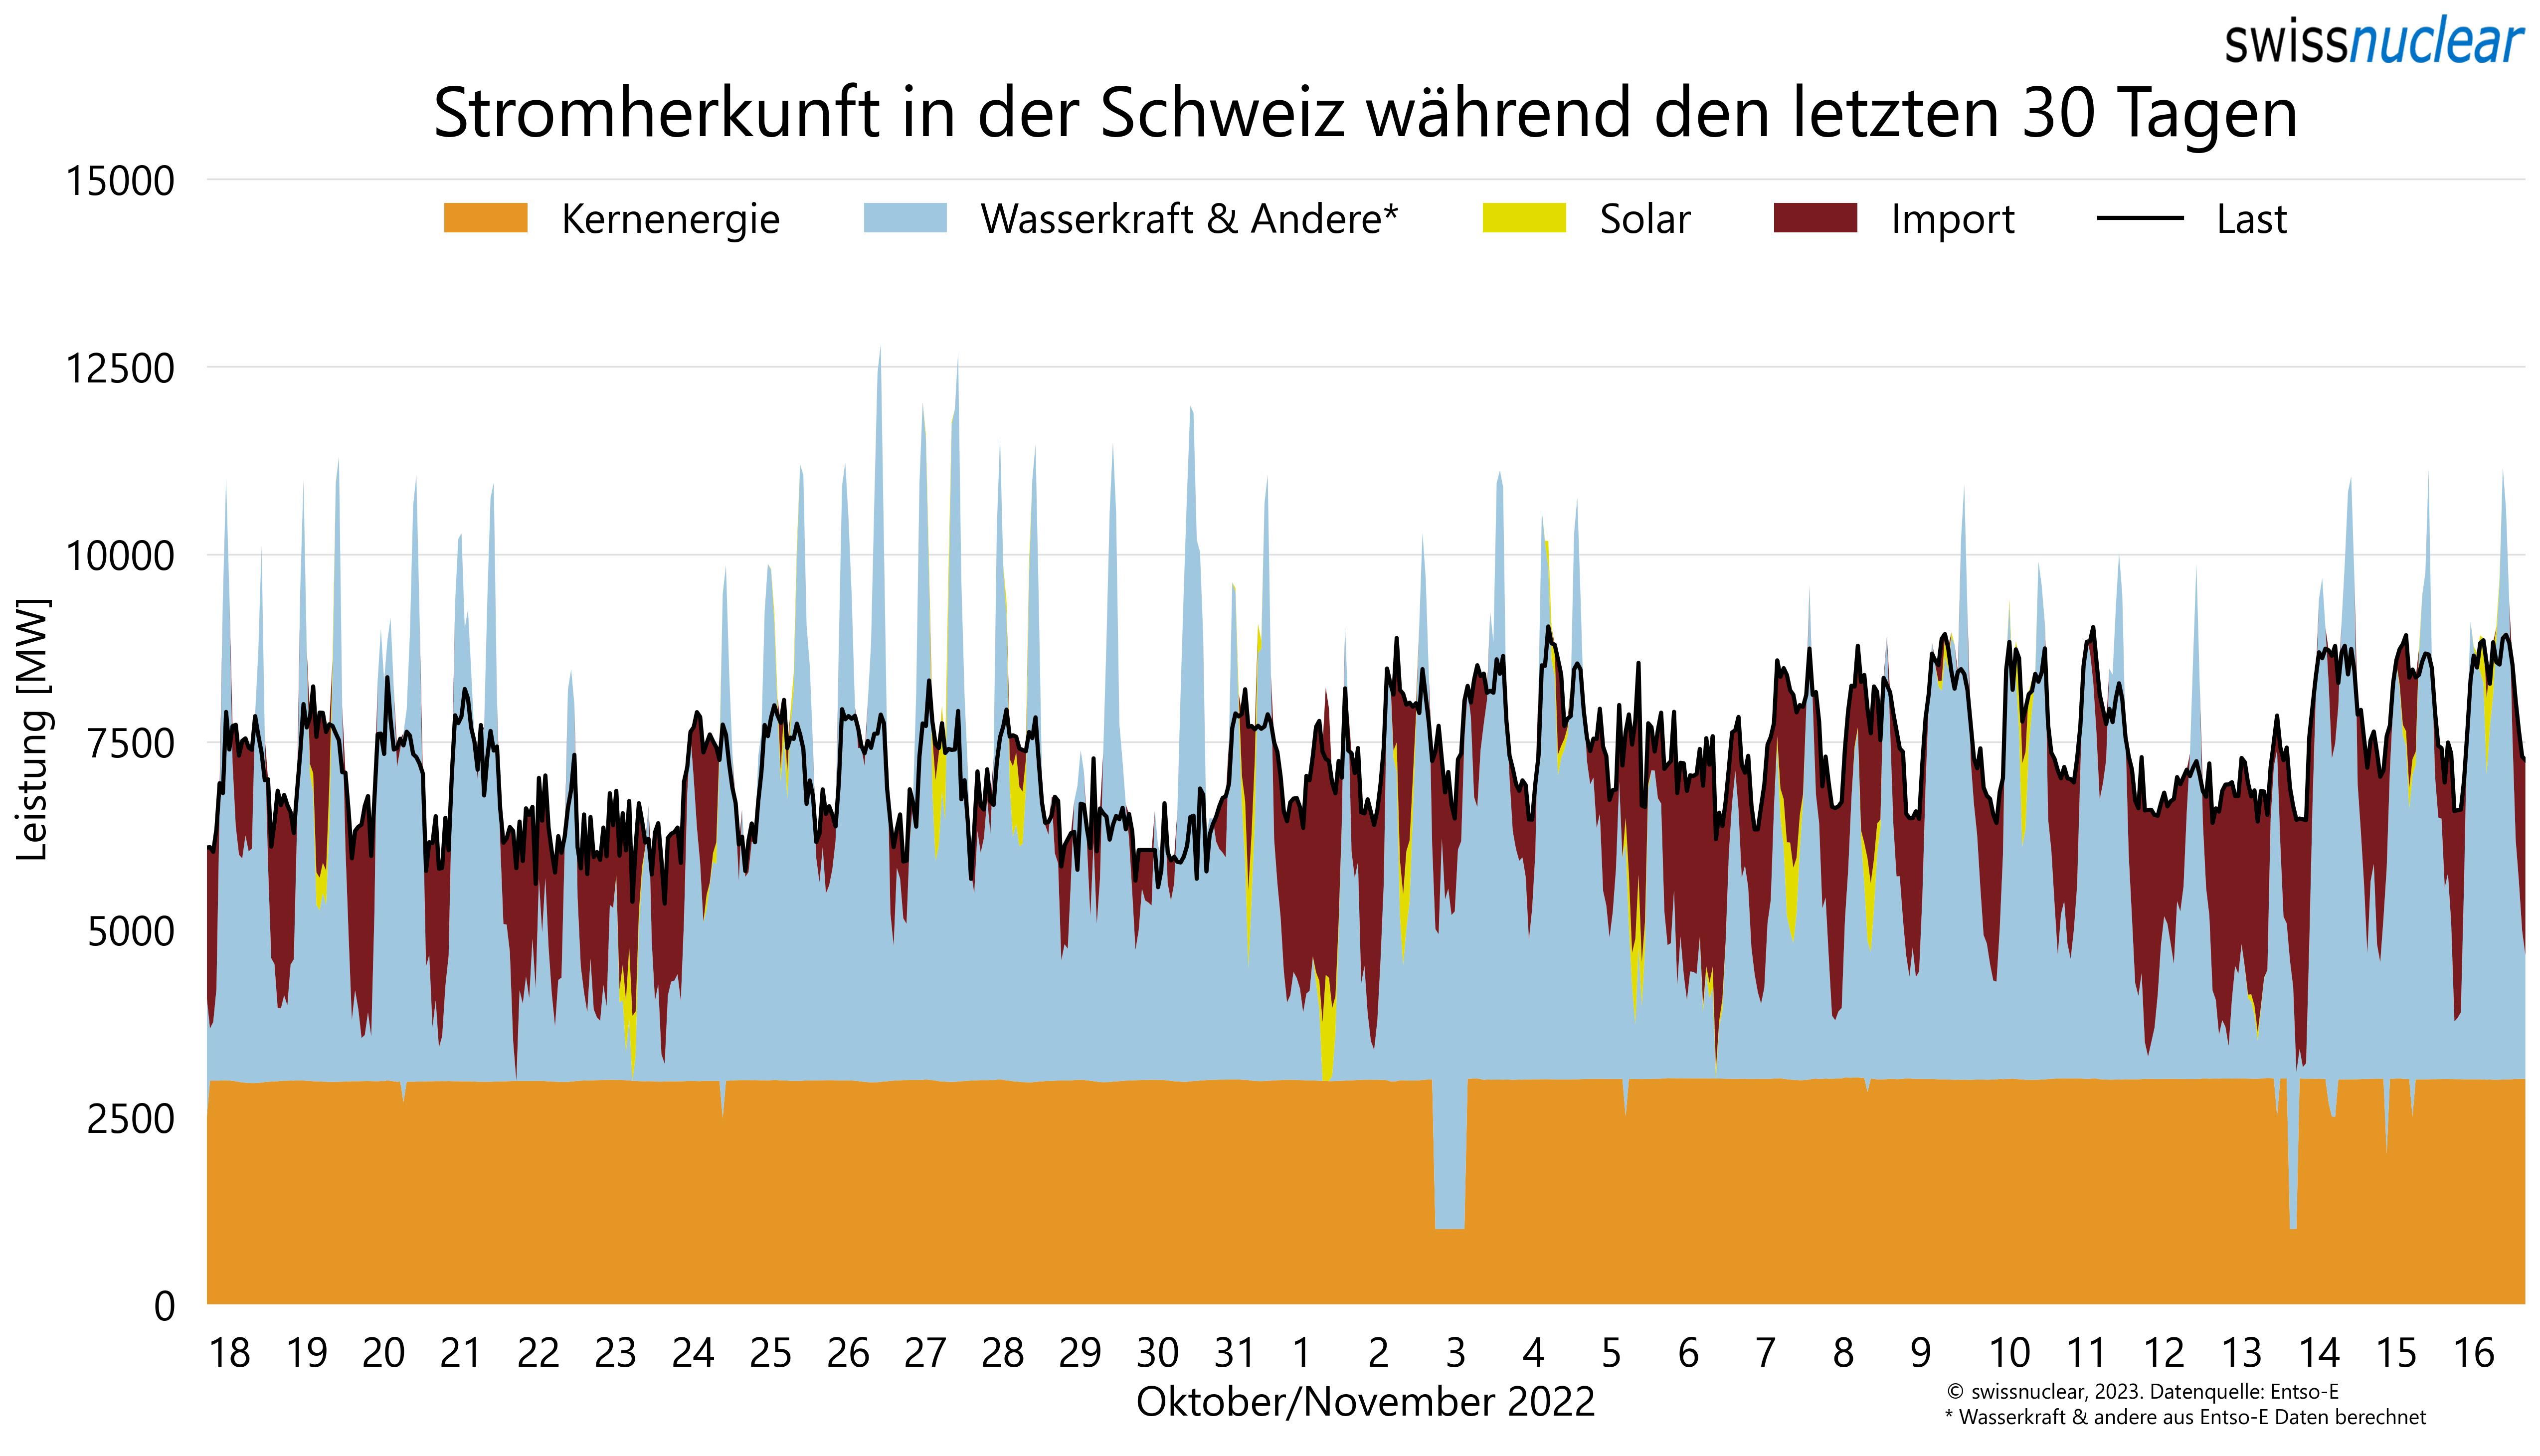 swissnuclear
Stromherkunft in der Schweiz während den letzten 30 Tagen
15000
Kernenergie Wasserkraft & Andere* Solar Import Last
12500
10000
7500
5000
2500
0
Leistung [MW]
18 19 20 21 22 23 24 25 26 27 28 29 30 31 1 2 3 4 5 6 7 8 9 10 11 12 13 14 15 16
Oktober/November 2022
© swissnuclear, 2023. Datenquelle: Entso-E
* Wasserkraft & andere aus Entso-E Daten berechnet